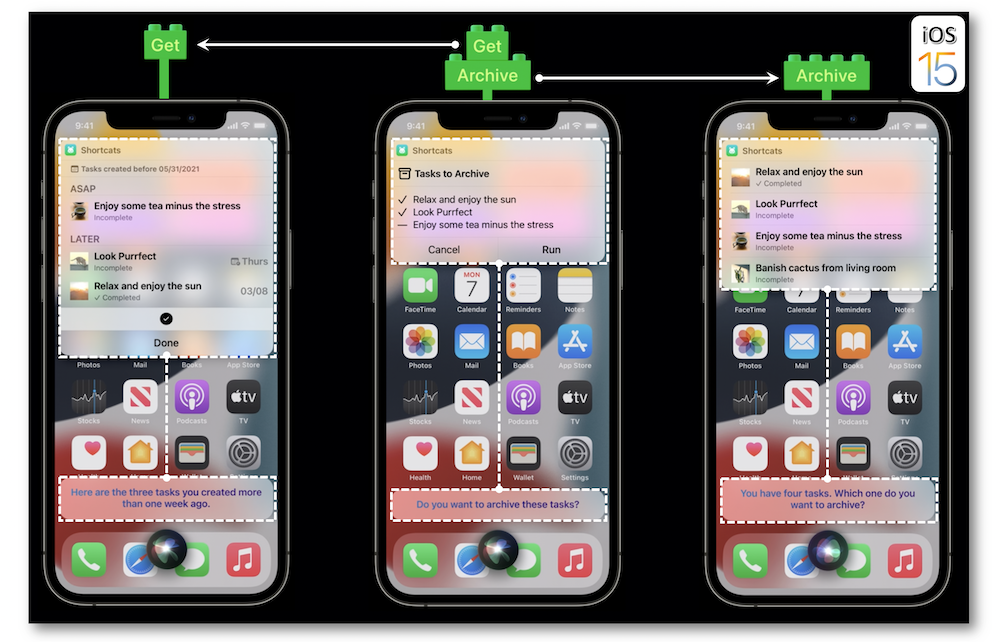 iOS
15
Get
Get
Archive
Archive
9:41
Shortcats
Tasks created before 05/31/2021
ASAP
Enjoy some tea minus the stress
Incomplete
LATER
Look Purrfect
Incomplete
Thurs
Relax and enjoy the sun
✓ Completed
03/08
Done
Photos
Mail
Books
App Store
Stocks
News
Podcasts
tv
TV
Here are the three tasks you created more
than one week ago.
9:41
Shortcats
Tasks to Archive
✓ Relax and enjoy the sun
✓ Look Purrfect
— Enjoy some tea minus the stress
Cancel
Run
MON
7
FaceTime
Calendar
Reminders
Notes
Photos
Mail
Books
App Store
Stocks
News
Podcasts
tv
TV
Health
Home
Wallet
Settings
Do you want to archive these tasks?
9:41
Shortcats
Relax and enjoy the sun
✓ Completed
Look Purrfect
Incomplete
Enjoy some tea minus the stress
Incomplete
Banish cactus from living room
Incomplete
7
FaceTime
Calendar
Reminders
Notes
Photos
Mail
Books
App Store
Stocks
News
Podcasts
tv
TV
You have four tasks. Which one do you
want to archive?